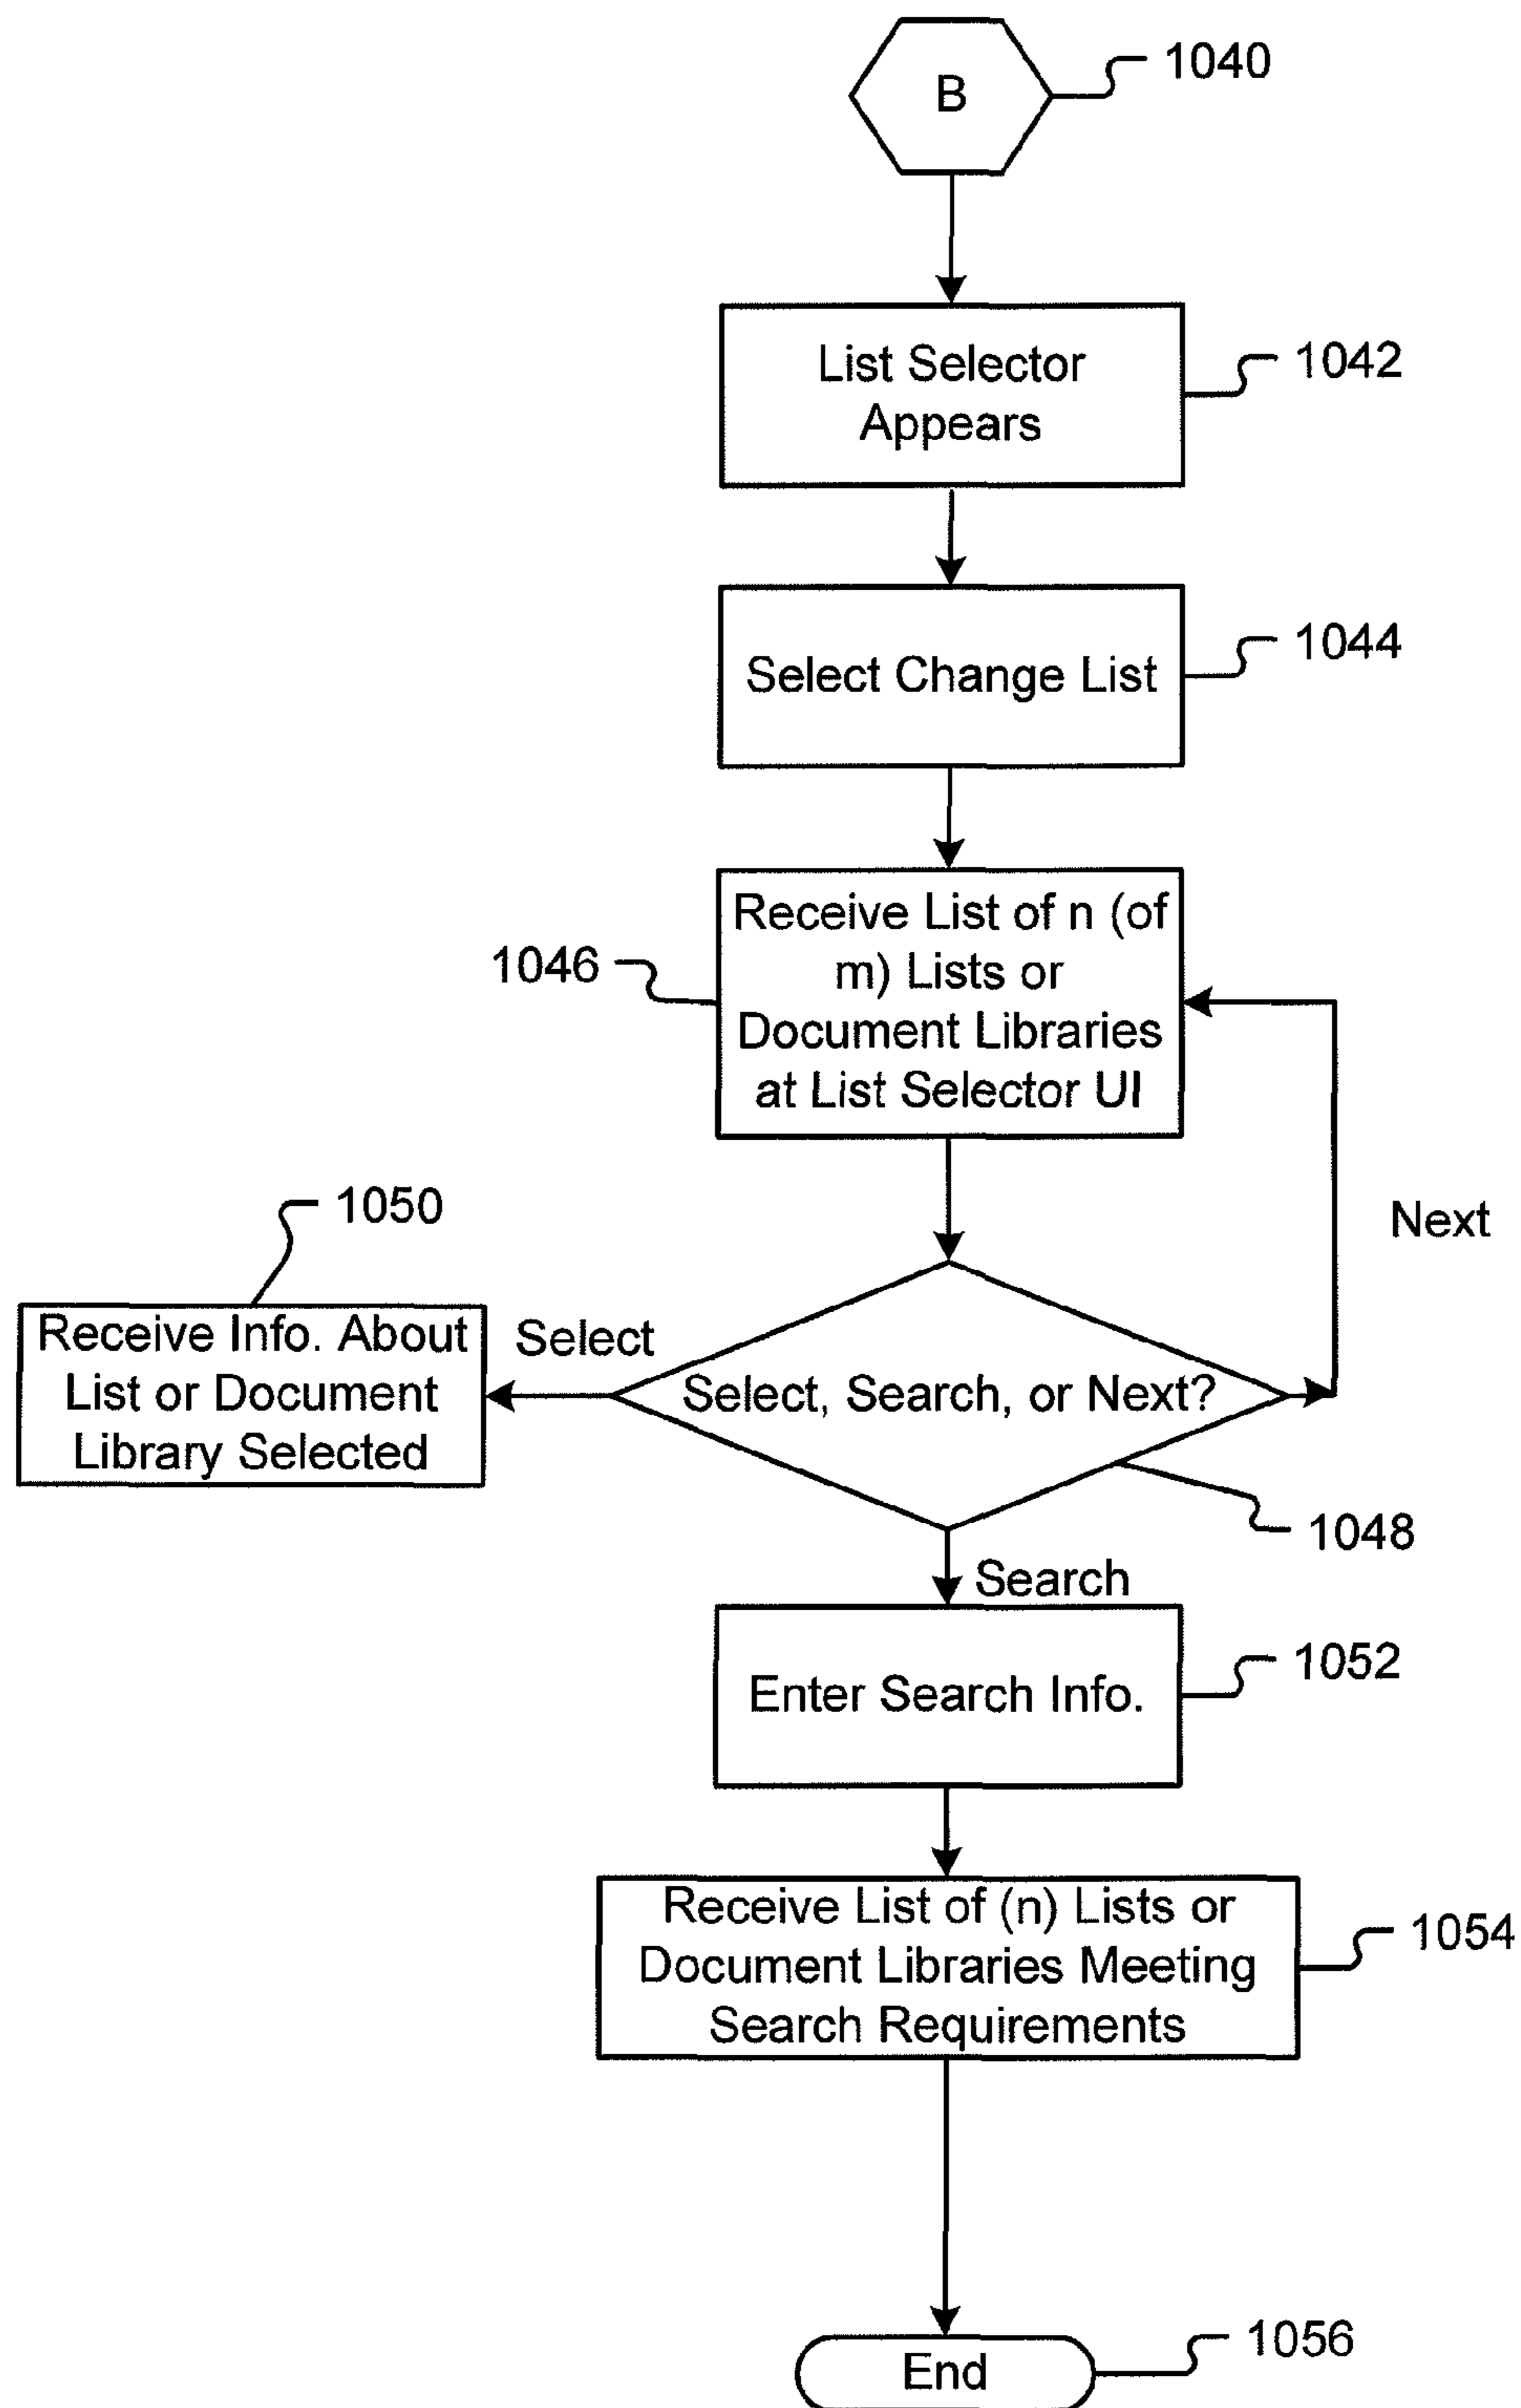 B
1040
List Selector
Appears
1042
Select Change List
1044
Receive List of n (of
m) Lists or
Document Libraries
at List Selector UI
1046
Next
1050
Receive Info. About
List or Document
Library Selected
Select
Select, Search, or Next?
1048
Search
Enter Search Info.
1052
Receive List of (n) Lists or
Document Libraries Meeting
Search Requirements
1054
End
1056